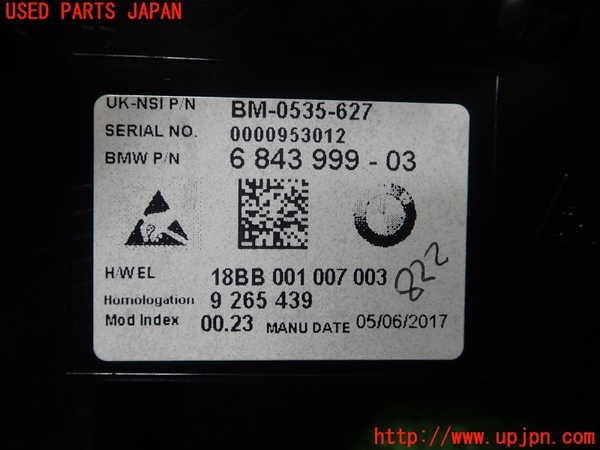 USED PARTS JAPAN
UK-NSI P/N BM-0535-627
SERIAL NO. 0000953012
BMW P/N 6 843 999 - 03
H/W EL 18BB 001 007 003
822
Homologation 9 265 439
Mod Index 00.23 MANU DATE 05/06/2017
https://www.upjpn.com